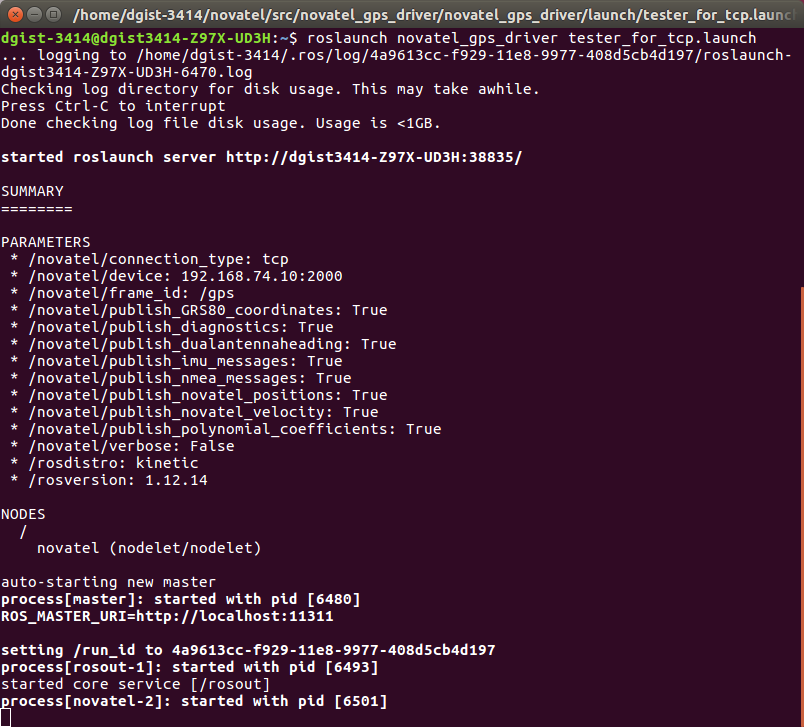 /home/dgist-3414/novatel/src/novatel_gps_driver/novatel_gps_driver/launch/tester_for_tcp.launch
dgist-3414@dgist3414-Z97X-UD3H:~$ roslaunch novatel_gps_driver tester_for_tcp.launch
... logging to /home/dgist-3414/.ros/log/4a9613cc-f929-11e8-9977-408d5cb4d197/roslaunch-
dgist3414-Z97X-UD3H-6470.log
Checking log directory for disk usage. This may take awhile.
Press Ctrl-C to interrupt
Done checking log file disk usage. Usage is <1GB.
started roslaunch server http://dgist3414-Z97X-UD3H:38835/
SUMMARY
========
PARAMETERS
* /novatel/connection_type: tcp
* /novatel/device: 192.168.74.10:2000
* /novatel/frame_id: /gps
* /novatel/publish_GRS80_coordinates: True
* /novatel/publish_diagnostics: True
* /novatel/publish_dualantennaheading: True
* /novatel/publish_imu_messages: True
* /novatel/publish_nmea_messages: True
* /novatel/publish_novatel_positions: True
* /novatel/publish_novatel_velocity: True
* /novatel/publish_polynomial_coefficients: True
* /novatel/verbose: False
* /rosdistro: kinetic
* /rosversion: 1.12.14
NODES
/
novatel (nodelet/nodelet)
auto-starting new master
process[master]: started with pid [6480]
ROS_MASTER_URI=http://localhost:11311
setting /run_id to 4a9613cc-f929-11e8-9977-408d5cb4d197
process[rosout-1]: started with pid [6493]
started core service [/rosout]
process[novatel-2]: started with pid [6501]